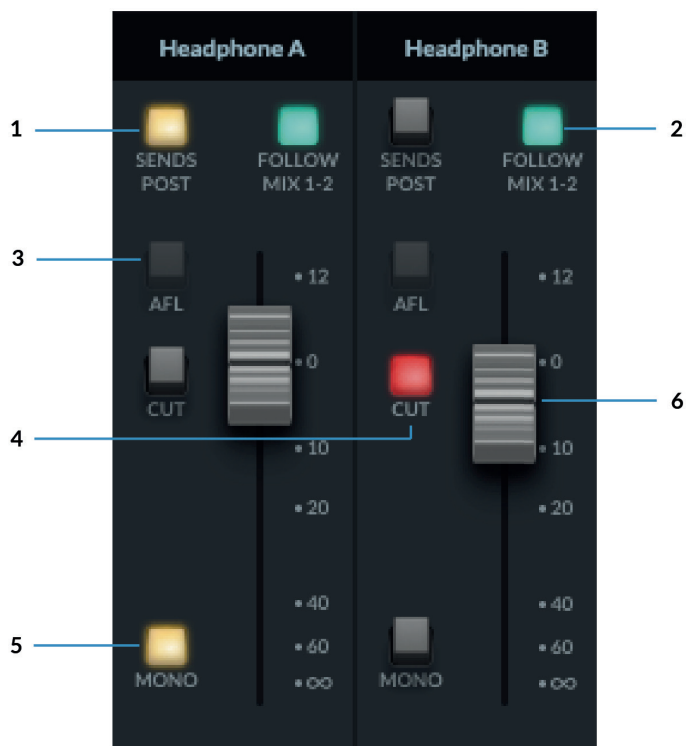 Headphone A
Headphone B
1
2
SENDS
POST
FOLLOW
MIX 1-2
SENDS
POST
FOLLOW
MIX 1-2
3
AFL
12
AFL
12
0
0
CUT
CUT
6
4
10
10
20
20
40
40
5
60
60
MONO
∞
MONO
∞